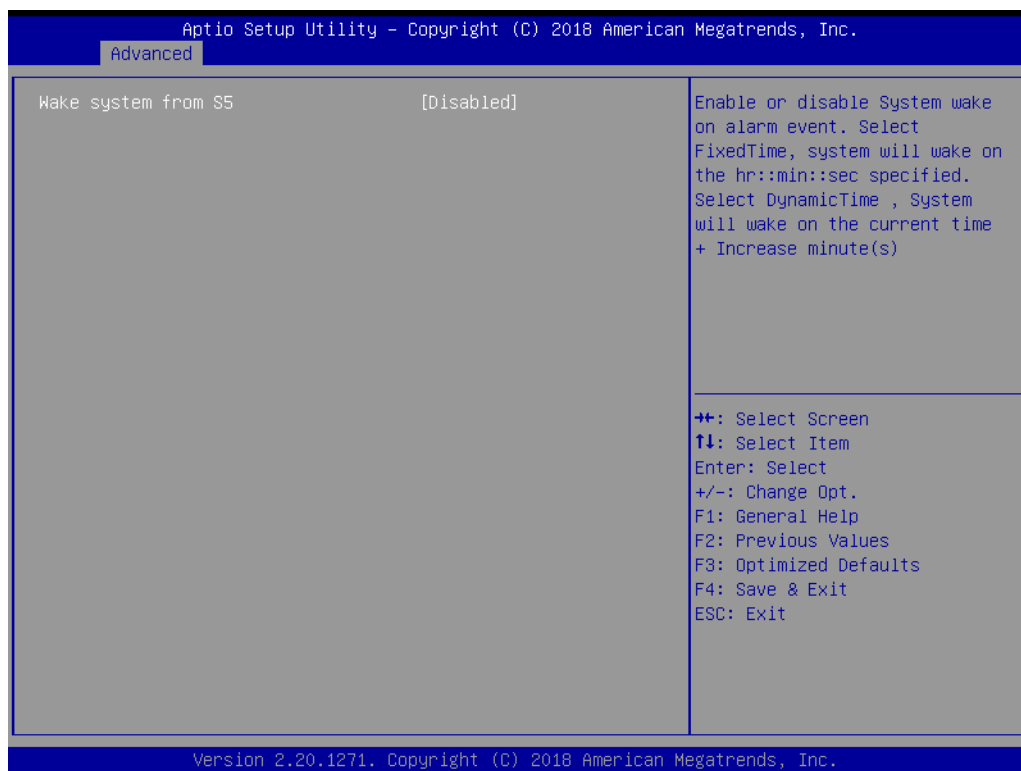 Aptio Setup Utility – Copyright (C) 2018 American Megatrends, Inc.
Advanced
Wake system from S5 [Disabled]
Enable or disable System wake
on alarm event. Select
FixedTime, system will wake on
the hr::min::sec specified.
Select DynamicTime , System
will wake on the current time
+ Increase minute(s)
→←: Select Screen
↑↓: Select Item
Enter: Select
+/-: Change Opt.
F1: General Help
F2: Previous Values
F3: Optimized Defaults
F4: Save & Exit
ESC: Exit
Version 2.20.1271. Copyright (C) 2018 American Megatrends, Inc.